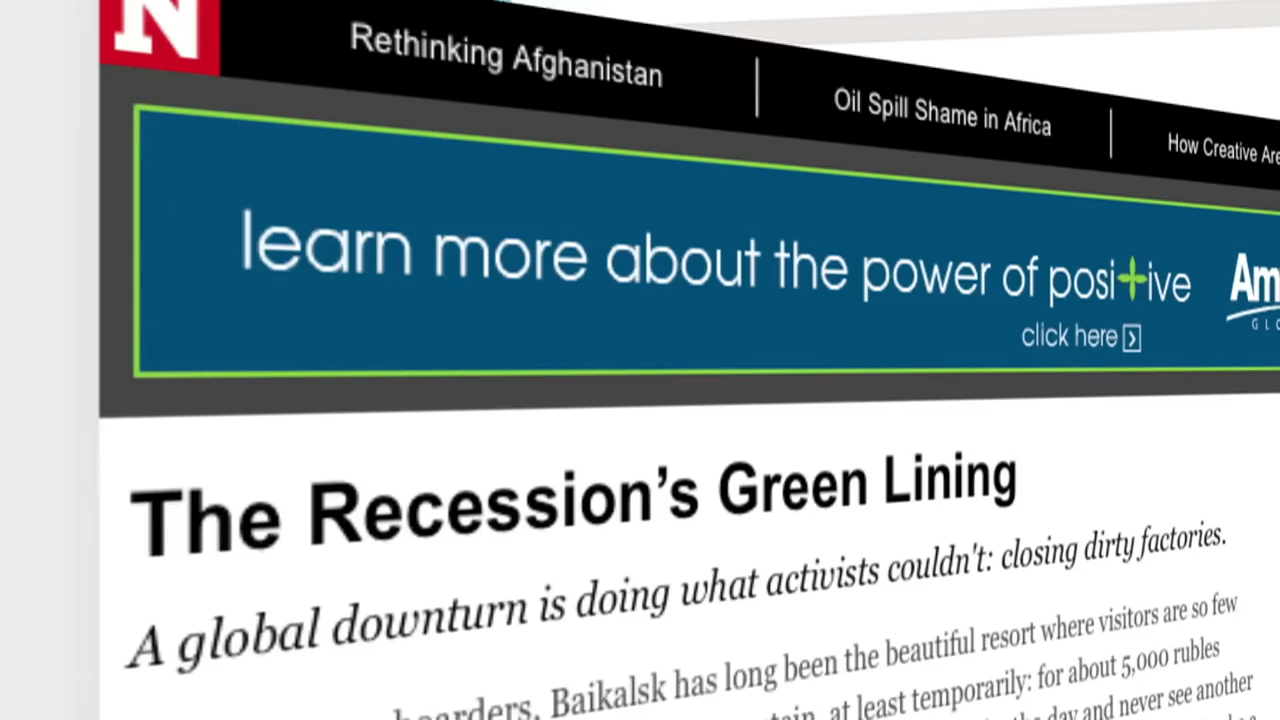 N
Rethinking Afghanistan
Oil Spill Shame in Africa
How Creative Are
learn more about the power of positive
click here
Am
GLO
The Recession's Green Lining
A global downturn is doing what activists couldn't: closing dirty factories.
boarders, Baikalsk has long been the beautiful resort where visitors are so few
at least temporarily: for about 5,000 rubles
day and never see another